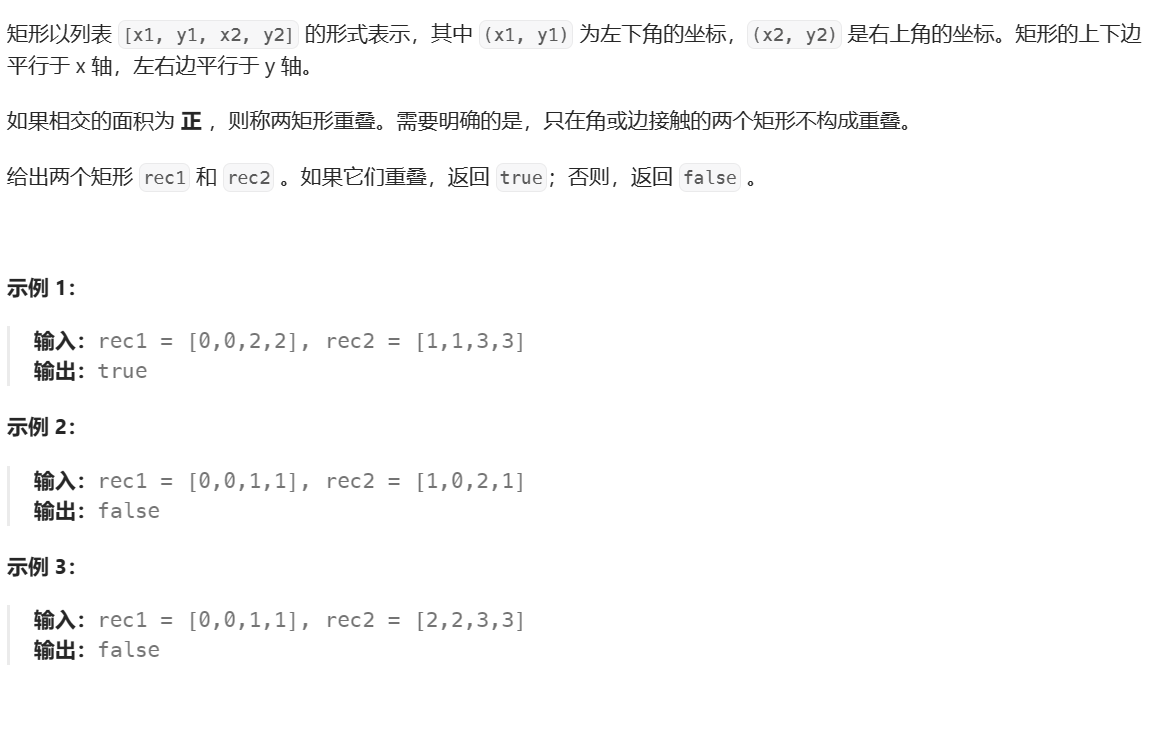 矩形以列表 [x1, y1, x2, y2] 的形式表示，其中 (x1, y1) 为左下角的坐标，(x2, y2) 是右上角的坐标。矩形的上下边
平行于 x 轴，左右边平行于 y 轴。
如果相交的面积为 正 ，则称两矩形重叠。需要明确的是，只在角或边接触的两个矩形不构成重叠。
给出两个矩形 rec1 和 rec2 。如果它们重叠，返回 true；否则，返回 false 。
示例 1：
输入：rec1 = [0,0,2,2], rec2 = [1,1,3,3]
输出：true
示例 2：
输入：rec1 = [0,0,1,1], rec2 = [1,0,2,1]
输出：false
示例 3：
输入：rec1 = [0,0,1,1], rec2 = [2,2,3,3]
输出：false